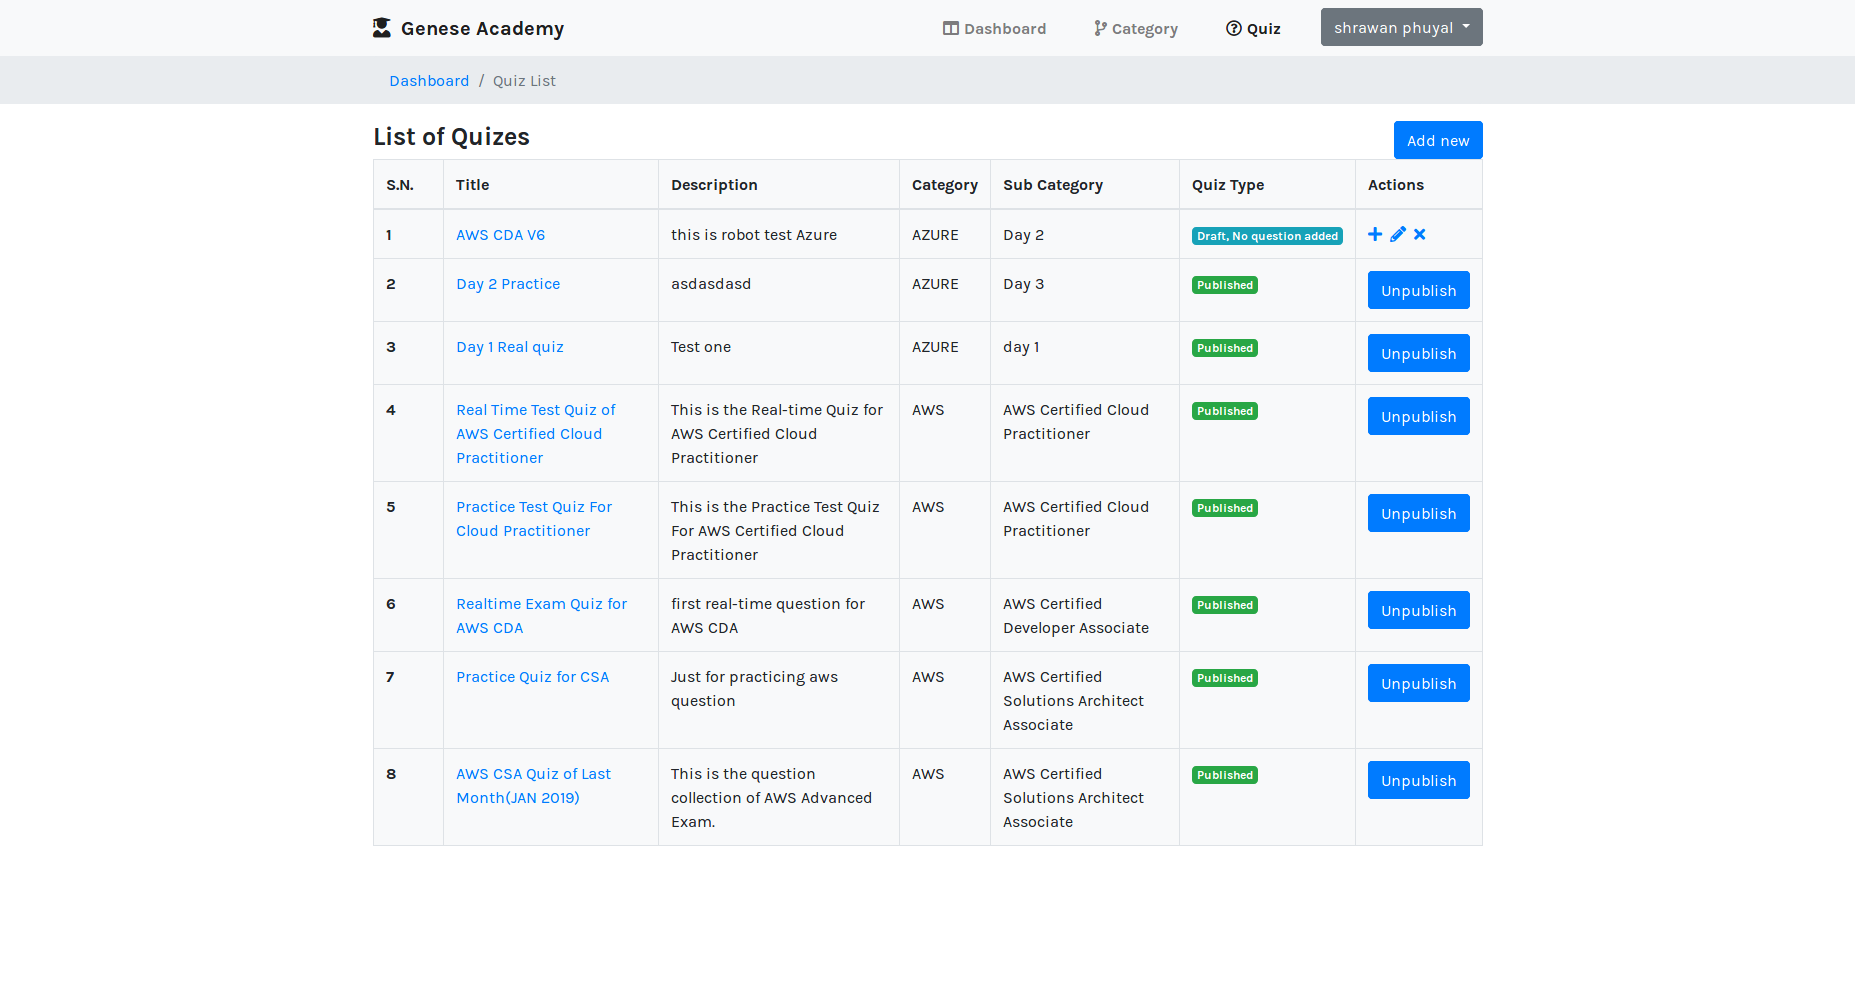 Genese Academy
Dashboard
Category
Quiz
shrawan phuyal
Dashboard / Quiz List
List of Quizes
Add new
S.N. Title Description Category Sub Category Quiz Type Actions
1 AWS CDA V6 this is robot test Azure AZURE Day 2 Draft, No question added
2 Day 2 Practice asdasdasd AZURE Day 3 Published Unpublish
3 Day 1 Real quiz Test one AZURE day 1 Published Unpublish
4 Real Time Test Quiz of This is the Real-time Quiz for AWS AWS Certified Cloud Published Unpublish
AWS Certified Cloud AWS Certified Cloud Practitioner
Practitioner Practitioner
5 Practice Test Quiz For This is the Practice Test Quiz AWS AWS Certified Cloud Published Unpublish
Cloud Practitioner For AWS Certified Cloud Practitioner
Practitioner
6 Realtime Exam Quiz for first real-time question for AWS AWS Certified Published Unpublish
AWS CDA AWS CDA Developer Associate
7 Practice Quiz for CSA Just for practicing aws AWS AWS Certified Published Unpublish
question Solutions Architect
Associate
8 AWS CSA Quiz of Last This is the question AWS AWS Certified Published Unpublish
Month(JAN 2019) collection of AWS Advanced Solutions Architect
Exam. Associate